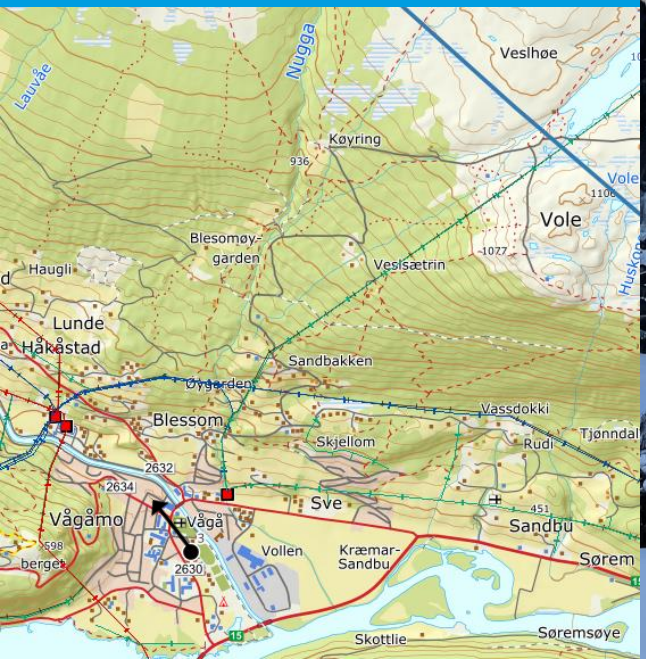 Nugga
Veslhøe
Lauvåe
Køyring
936
Vole
1106
Vole
Blesomøy-
garden
1077
Veslsætrin
Haugli
Lunde
Håkåstad
Sandbakken
Øygarden
Blessom
Vassdokki
Skjellom
Rudi
Tjønndal
2632
2634
Sve
451
Vågåmo
Vågå
3
Sandbu
598
berget
Vollen
Kræmar-
Sandbu
Sørem
2630
15
15
Skottlie
Søremsøye